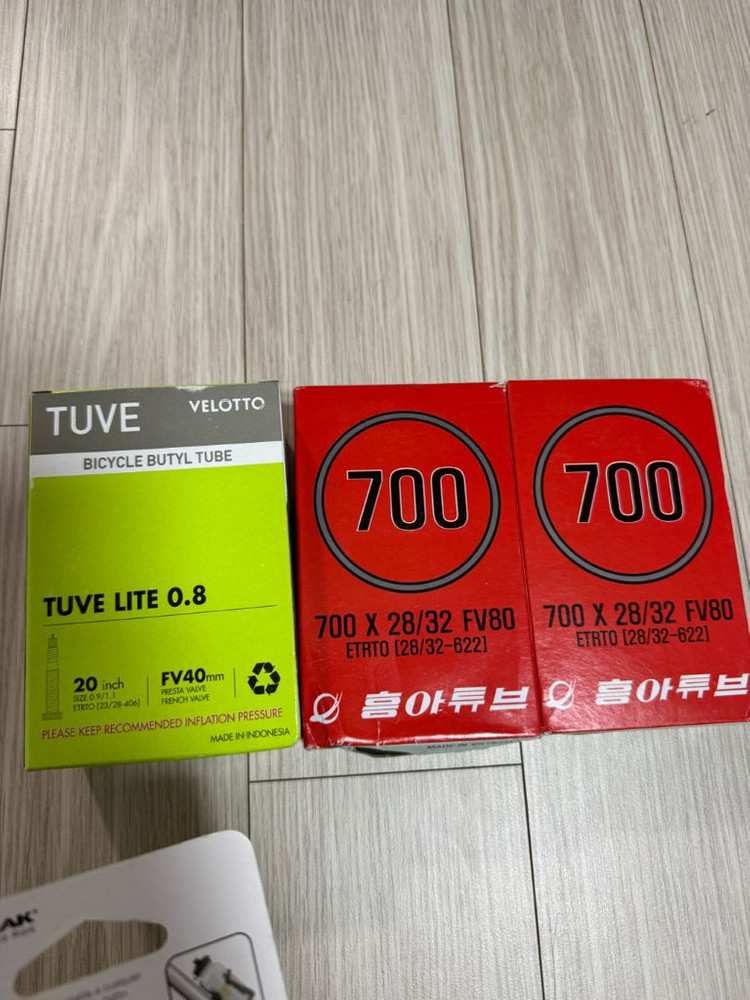 TUVE
VELOTTO
BICYCLE BUTYL TUBE
TUVE LITE 0.8
20 inch
SIZE 0.9/1.1
ETRTO [23/28-406]
FV40mm
PRESTA VALVE
FRENCH VALVE
PLEASE KEEP RECOMMENDED INFLATION PRESSURE
MADE IN INDONESIA
700
700 X 28/32 FV80
ETRTO [28/32-622]
흥아튜브
700
700 X 28/32 FV80
ETRTO [28/32-622]
흥아튜브
AK